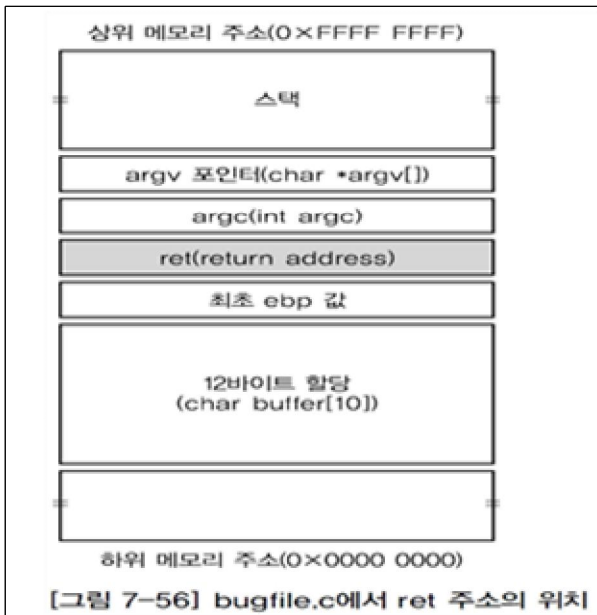 상위 메모리 주소(0×FFFF FFFF)
스택
argv 포인터(char *argv[])
argc(int argc)
ret(return address)
최초 ebp 값
12바이트 할당
(char buffer[10])
하위 메모리 주소(0×0000 0000)
[그림 7-56] bugfile.c에서 ret 주소의 위치